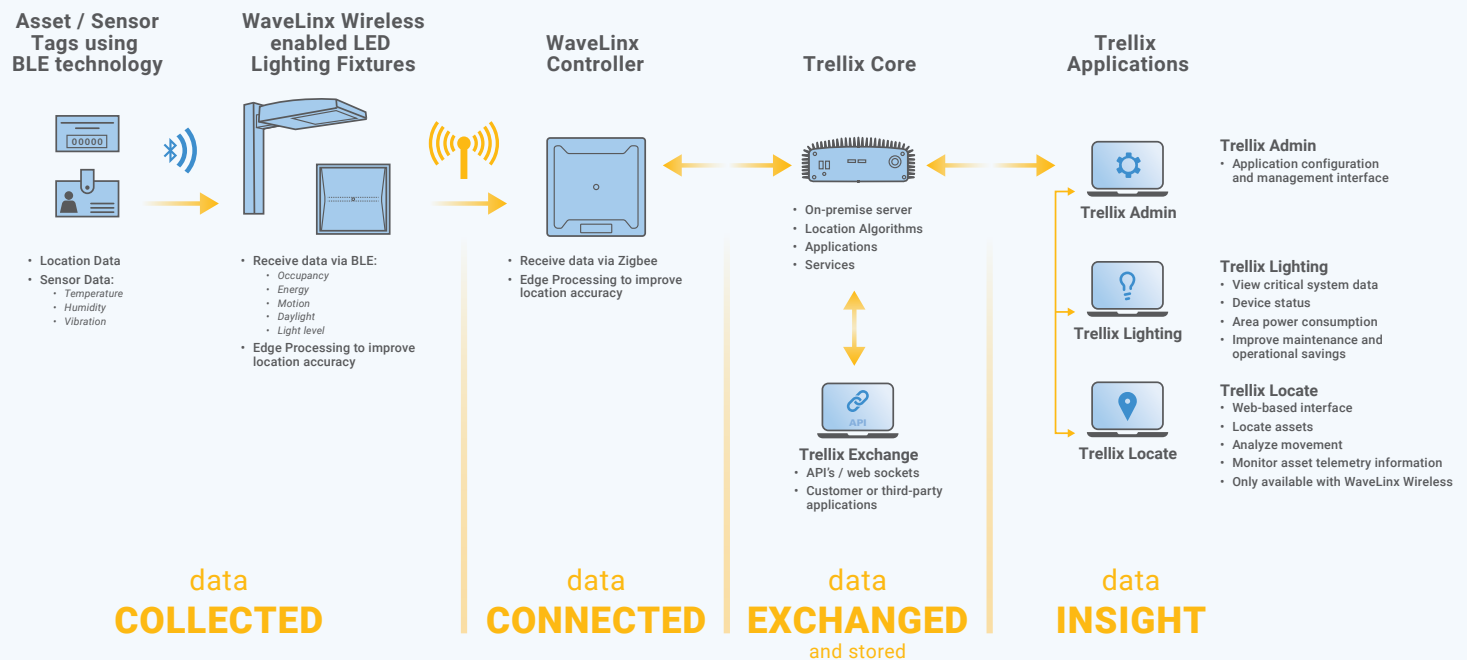 Asset / Sensor
Tags using
BLE technology
00000
• Location Data
• Sensor Data:
• Temperature
• Humidity
• Vibration
WaveLinx Wireless
enabled LED
Lighting Fixtures
• Receive data via BLE:
• Occupancy
• Energy
• Motion
• Daylight
• Light level
• Edge Processing to improve
location accuracy
data
COLLECTED
WaveLinx
Controller
• Receive data via Zigbee
• Edge Processing to improve
location accuracy
data
CONNECTED
Trellix Core
• On-premise server
• Location Algorithms
• Applications
• Services
API
Trellix Exchange
• API's / web sockets
• Customer or third-party
applications
data
EXCHANGED
and stored
Trellix
Applications
Trellix Admin
Trellix Admin
• Application configuration
and management interface
Trellix Lighting
Trellix Lighting
• View critical system data
• Device status
• Area power consumption
• Improve maintenance and
operational savings
Trellix Locate
Trellix Locate
• Web-based interface
• Locate assets
• Analyze movement
• Monitor asset telemetry information
• Only available with WaveLinx Wireless
data
INSIGHT